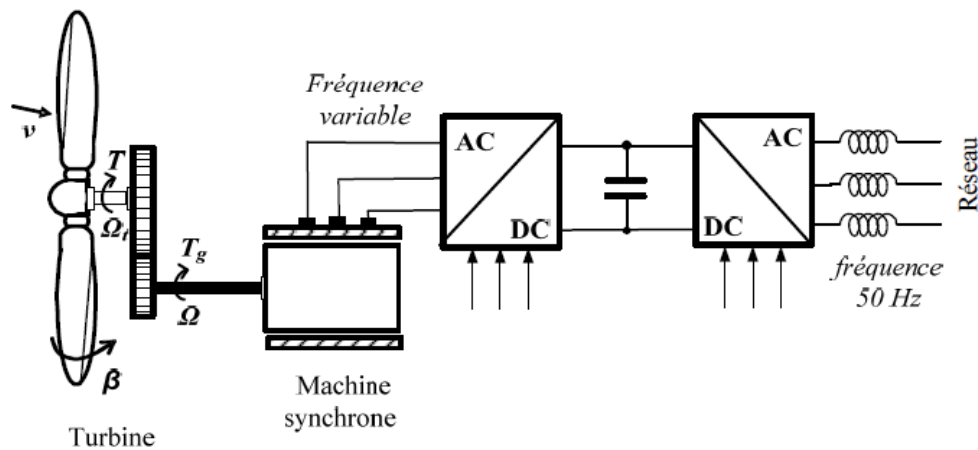 Fréquence
variable
v
T
Ωt
Tg
Ω
β
AC
DC
AC
DC
Réseau
fréquence
50 Hz
Machine
synchrone
Turbine